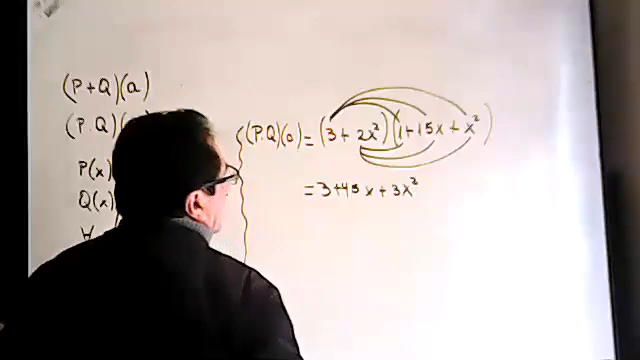 (P+Q)(a)
(P.Q)(
P(x)
Q(x)
∀
(P.Q)(a) = (3 + 2x²)(1 + 15x + x²)
= 3 + 45x + 3x²